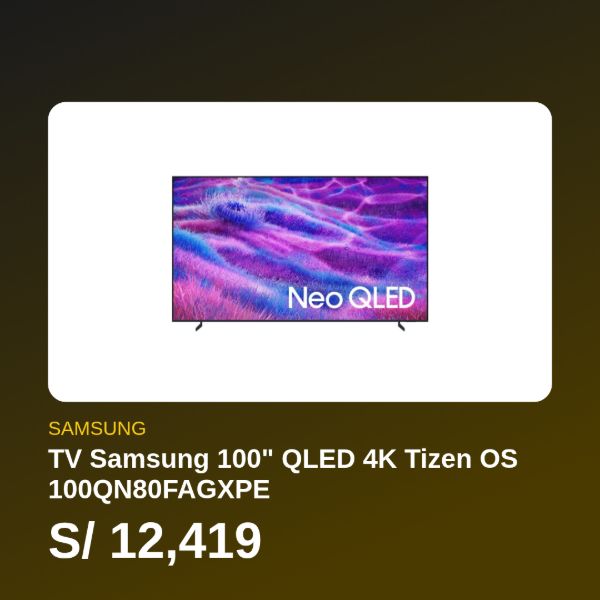 Neo QLED
SAMSUNG
TV Samsung 100" QLED 4K Tizen OS
100QN80FAGXPE
S/ 12,419